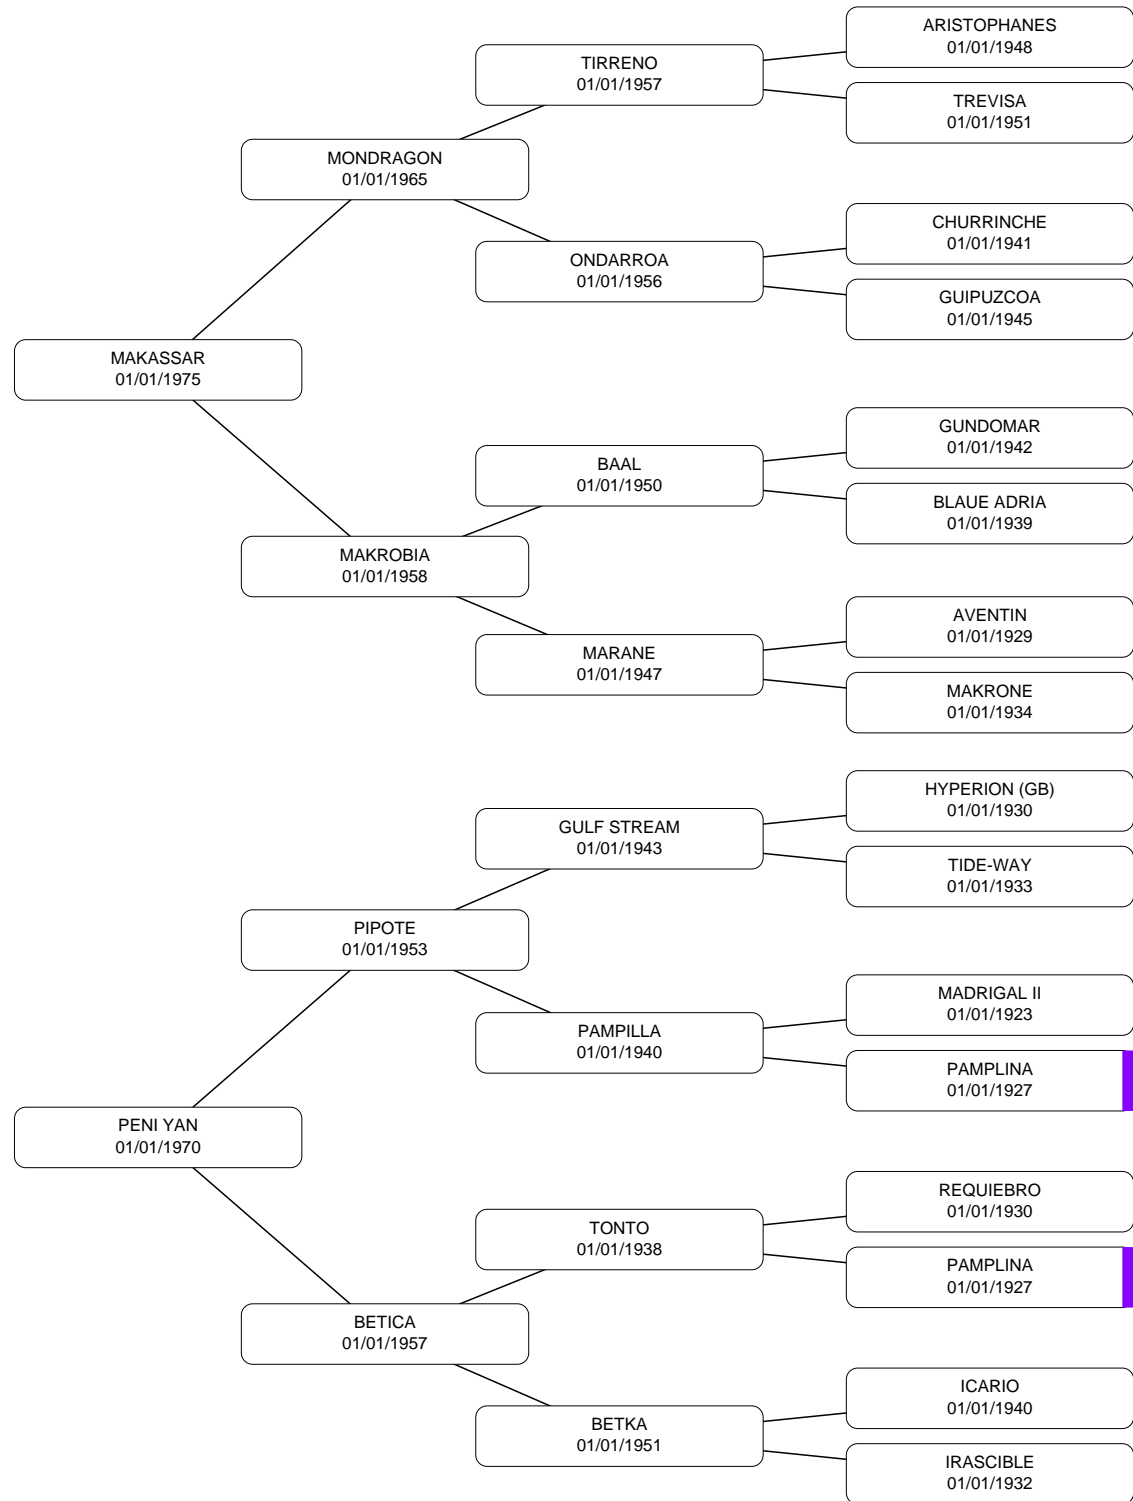 ARISTOPHANES
01/01/1948
TIRRENO
01/01/1957
TREVISA
01/01/1951
MONDRAGON
01/01/1965
CHURRINCHE
01/01/1941
ONDARROA
01/01/1956
GUIPUZCOA
01/01/1945
MAKASSAR
01/01/1975
GUNDOMAR
01/01/1942
BAAL
01/01/1950
BLAUE ADRIA
01/01/1939
MAKROBIA
01/01/1958
AVENTIN
01/01/1929
MARANE
01/01/1947
MAKRONE
01/01/1934
HYPERION (GB)
01/01/1930
GULF STREAM
01/01/1943
TIDE-WAY
01/01/1933
PIPOTE
01/01/1953
MADRIGAL II
01/01/1923
PAMPILLA
01/01/1940
PAMPLINA
01/01/1927
PENI YAN
01/01/1970
REQUIEBRO
01/01/1930
TONTO
01/01/1938
PAMPLINA
01/01/1927
BETICA
01/01/1957
ICARIO
01/01/1940
BETKA
01/01/1951
IRASCIBLE
01/01/1932